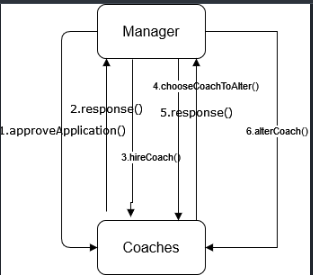 Manager
4.chooseCoachToAlter()
2.response()
5.response()
1.approveApplication()
6.alterCoach()
3.hireCoach()
Coaches